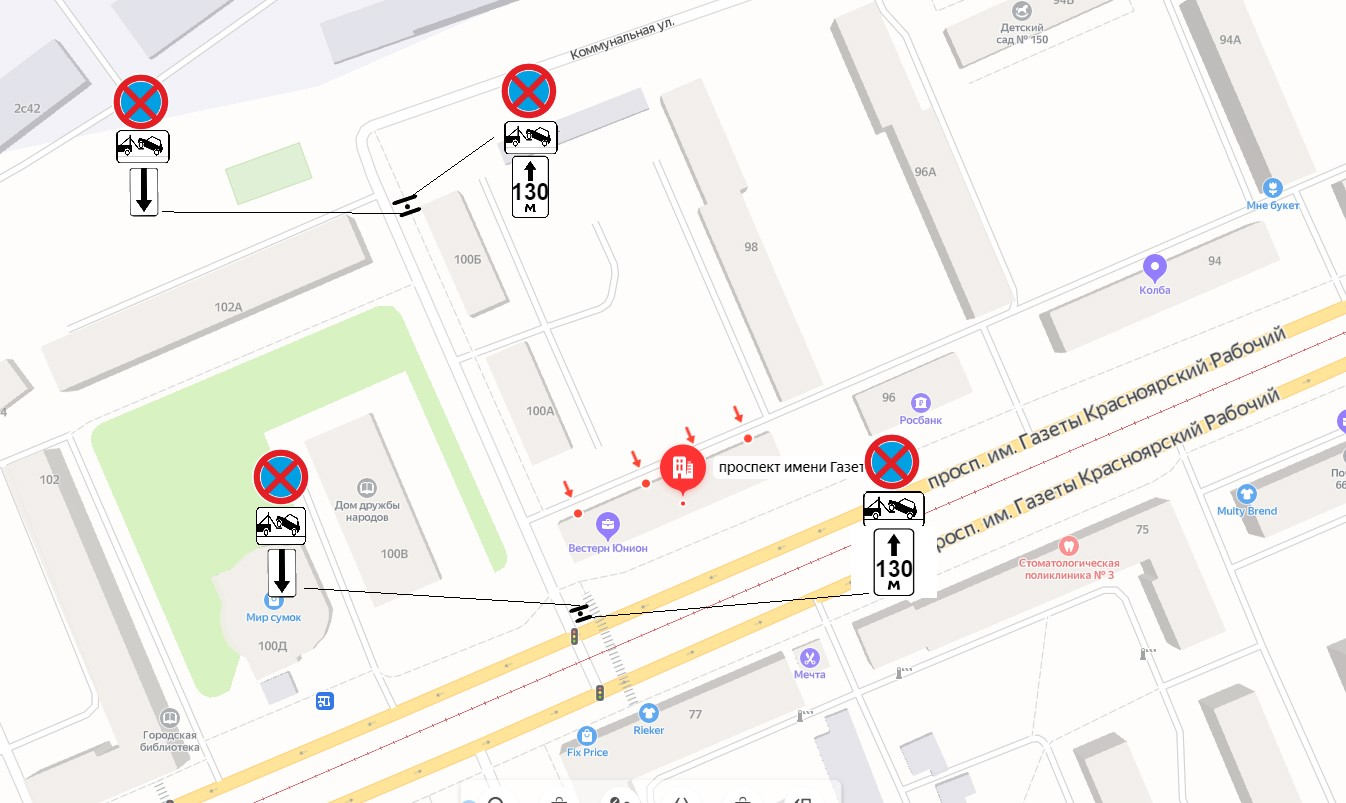 94В
Детский
сад № 150
Коммунальная ул.
94А
2с42
130
м
96А
Мне букет
100Б
98
94
Колба
102А
просп. им. Газеты Красноярский Рабочий
100А
96
Росбанк
просп. им. Газеты Красноярский Рабочий
проспект имени Газет
102
Дом дружбы
народов
100В
Вестерн Юнион
130
м
75
Multy Brend
Стоматологическая
поликлиника № 3
Мир сумок
100Д
Мечта
77
Rieker
Городская
библиотека
Fix Price